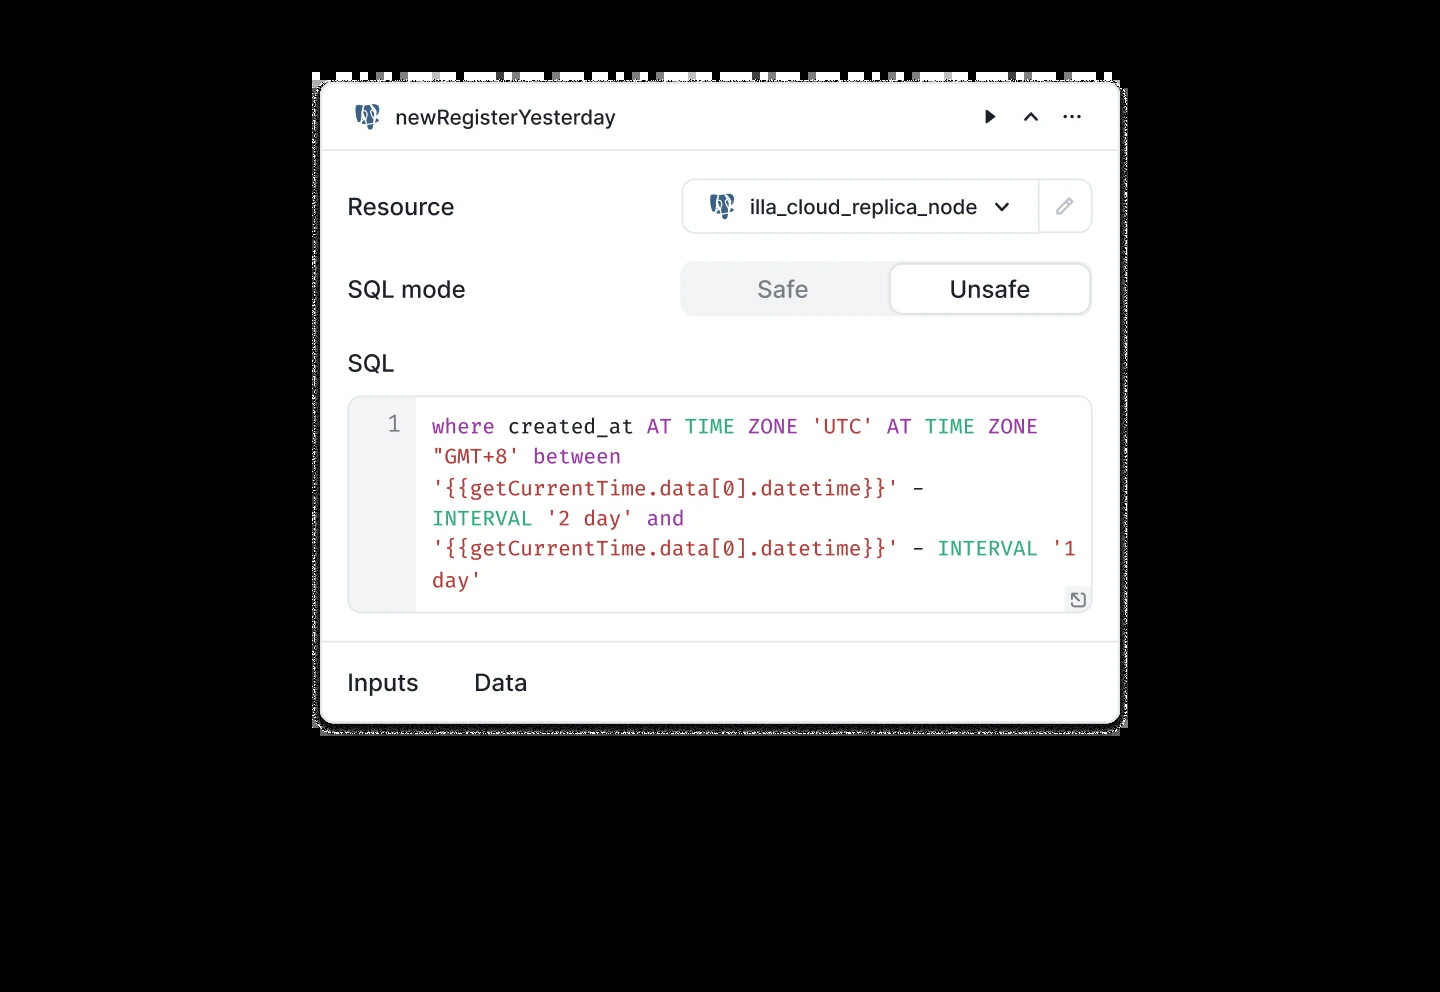 newRegisterYesterday
Resource
illa_cloud_replica_node
SQL mode
Safe
Unsafe
SQL
1
where created_at AT TIME ZONE 'UTC' AT TIME ZONE
"GMT+8' between
'{{getCurrentTime.data[0].datetime}}' -
INTERVAL '2 day' and
'{{getCurrentTime.data[0].datetime}}' - INTERVAL '1
day'
Inputs
Data